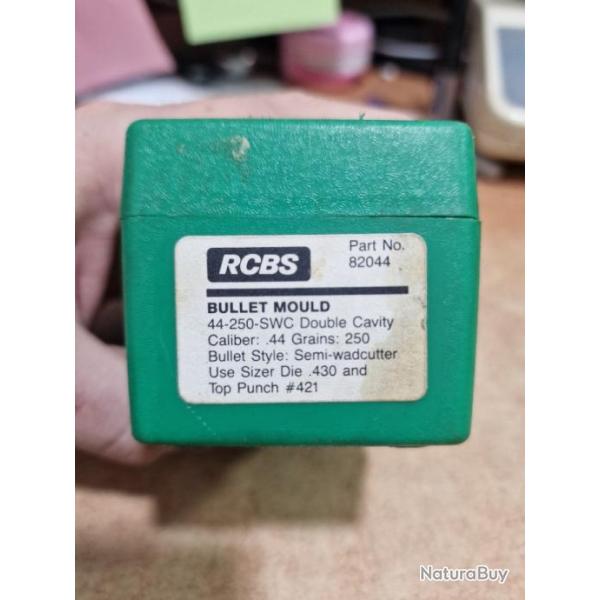 RCBS
Part No.
82044
BULLET MOULD
44-250-SWC Double Cavity
Caliber: .44 Grains: 250
Bullet Style: Semi-wadcutter
Use Sizer Die .430 and
Top Punch #421
NaturaBuy